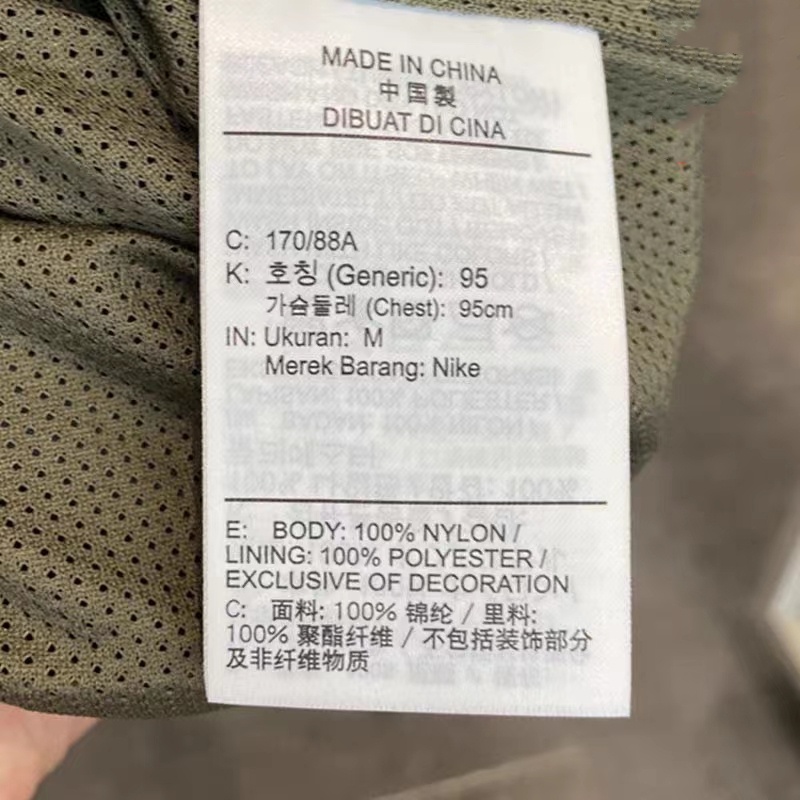 MADE IN CHINA
中国製
DIBUAT DI CINA
C: 170/88A
K: 호칭 (Generic): 95
가슴둘레 (Chest): 95cm
IN: Ukuran: M
Merek Barang: Nike
E: BODY: 100% NYLON /
LINING: 100% POLYESTER /
EXCLUSIVE OF DECORATION
C: 面料: 100% 锦纶 / 里料:
100% 聚酯纤维 / 不包括装饰部分
及非纤维物质